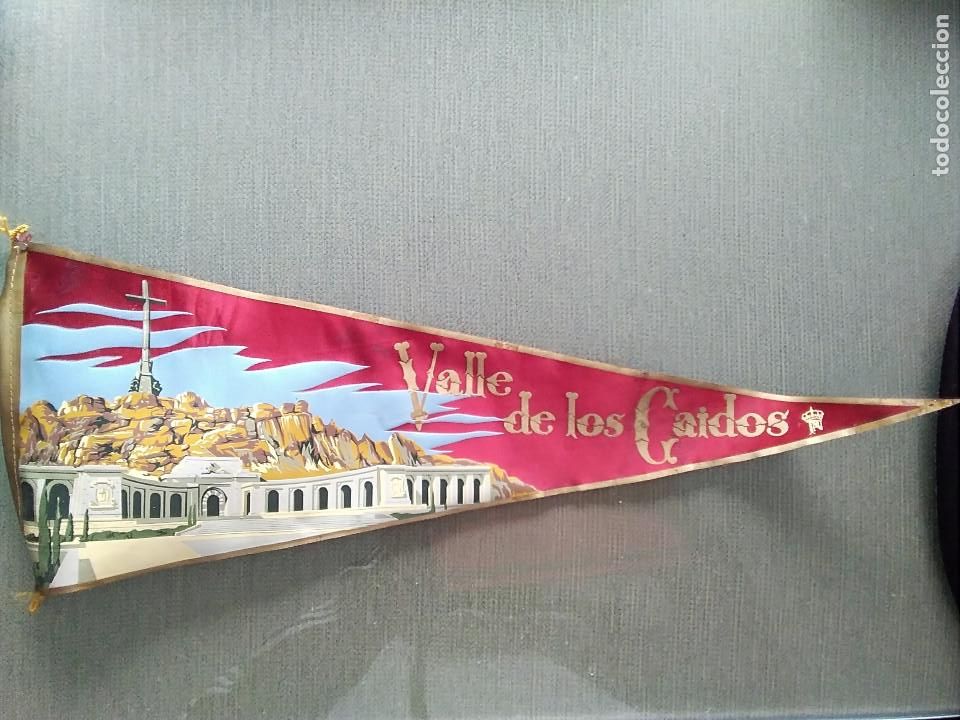 Valle
de los Caidos
todocoleccion